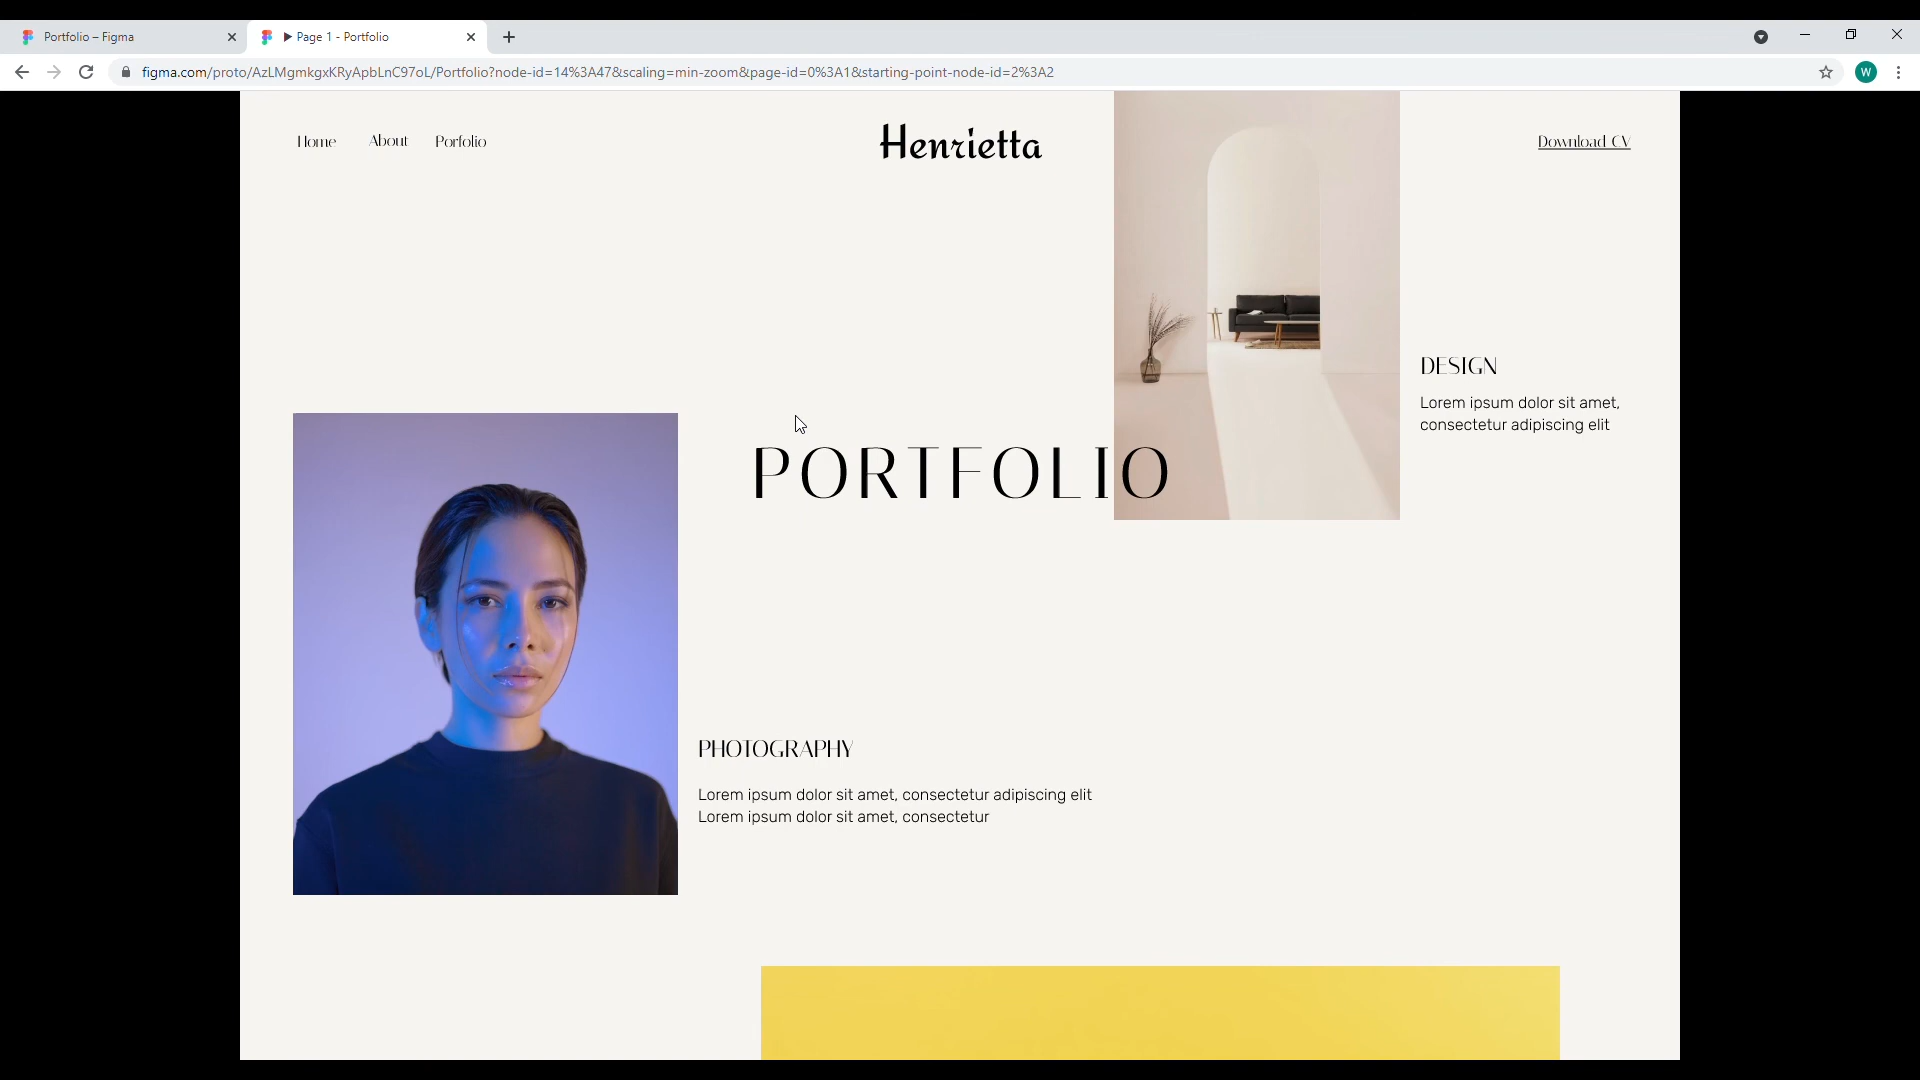 Portfolio – Figma
Page 1 - Portfolio
figma.com/proto/AzLMgmkgxKRyApbLnC97oL/Portfolio?node-id=14%3A47&scaling=min-zoom&page-id=0%3A1&starting-point-node-id=2%3A2
W
Home About Porfolio
Henrietta
Download CV
DESIGN
Lorem ipsum dolor sit amet,
consectetur adipiscing elit
PORTFOLIO
PHOTOGRAPHY
Lorem ipsum dolor sit amet, consectetur adipiscing elit
Lorem ipsum dolor sit amet, consectetur